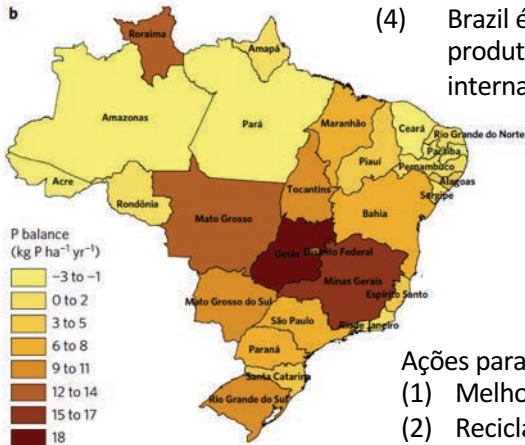 b
(4) Brazil é
produt
interna
Roraima
Amapá
Amazonas
Pará
Maranhão
Ceará
Rio Grande do Norte
Paraíba
Pernambuco
Piauí
Alagoas
Sergipe
Acre
Rondônia
Tocantins
Mato Grosso
Bahia
Goiás
Distrito Federal
Minas Gerais
Espírito Santo
Mato Grosso do Sul
São Paulo
Rio de Janeiro
Paraná
Santa Catarina
Rio Grande do Sul
P balance
(kg P ha⁻¹ yr⁻¹)
−3 to −1
0 to 2
3 to 5
6 to 8
9 to 11
12 to 14
15 to 17
18
Ações para
(1) Melho
(2) Recicla